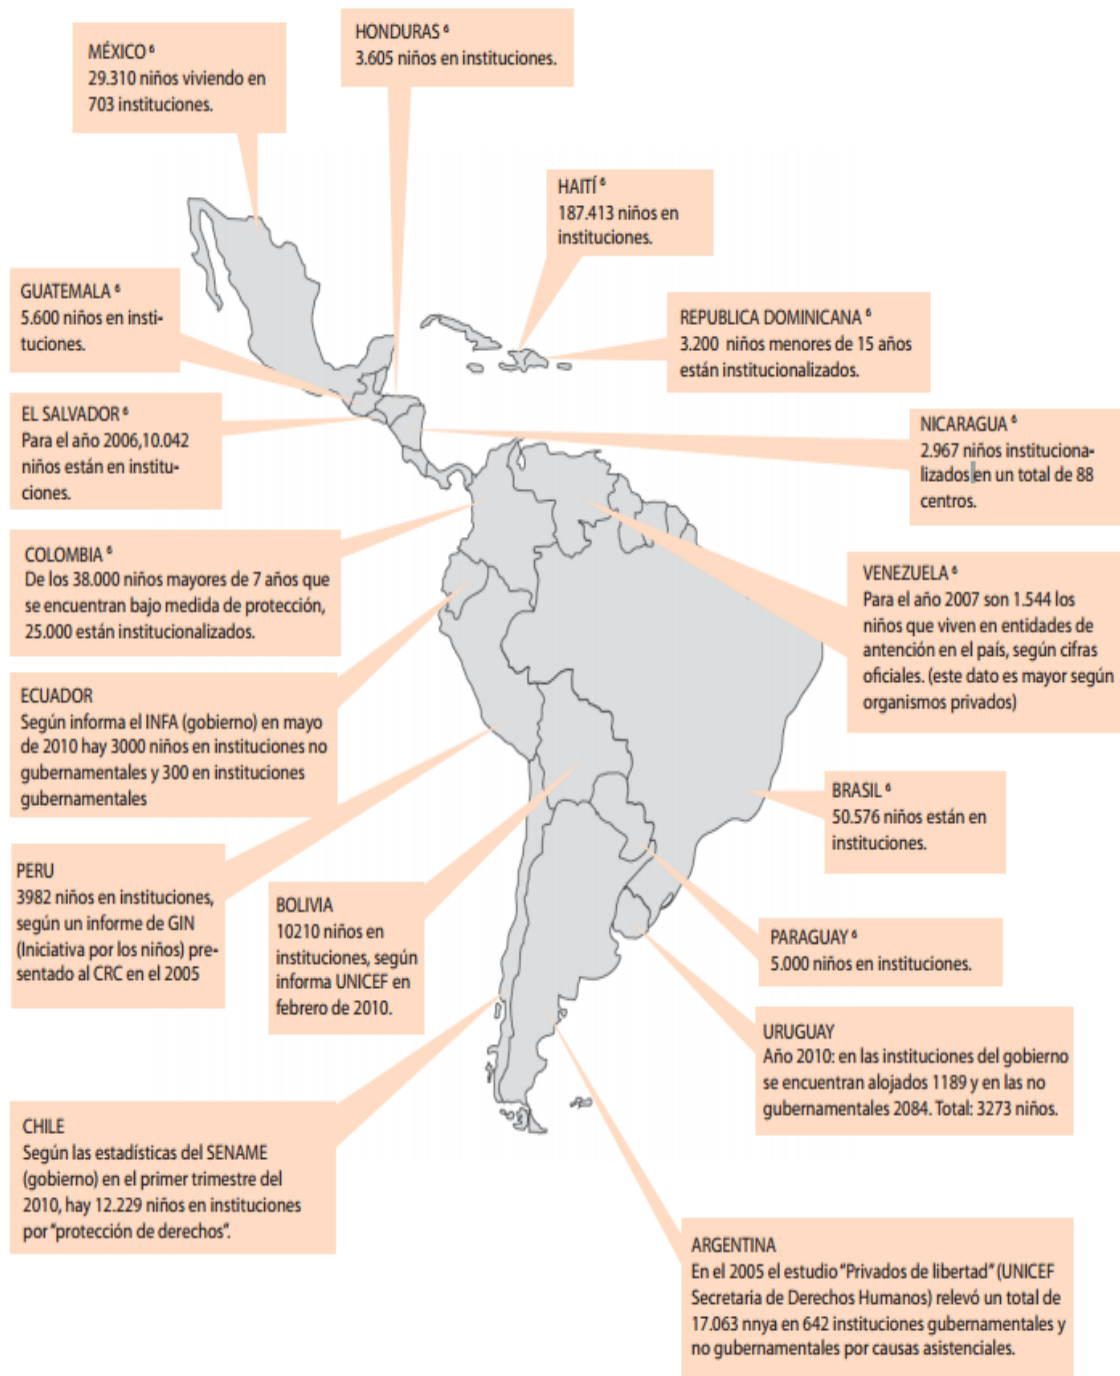 HONDURAS ⁶
3.605 niños en instituciones.
MÉXICO ⁶
29.310 niños viviendo en
703 instituciones.
HAITÍ ⁶
187.413 niños en
instituciones.
GUATEMALA ⁶
5.600 niños en insti-
tuciones.
REPUBLICA DOMINICANA ⁶
3.200 niños menores de 15 años
están institucionalizados.
EL SALVADOR ⁶
Para el año 2006,10.042
niños están en institu-
ciones.
NICARAGUA ⁶
2.967 niños instituciona-
lizados en un total de 88
centros.
COLOMBIA ⁶
De los 38.000 niños mayores de 7 años que
se encuentran bajo medida de protección,
25.000 están institucionalizados.
VENEZUELA ⁶
Para el año 2007 son 1.544 los
niños que viven en entidades de
antención en el país, según cifras
oficiales. (este dato es mayor según
organismos privados)
ECUADOR
Según informa el INFA (gobierno) en mayo
de 2010 hay 3000 niños en instituciones no
gubernamentales y 300 en instituciones
gubernamentales
BRASIL ⁶
50.576 niños están en
instituciones.
PERU
3982 niños en instituciones,
según un informe de GIN
(Iniciativa por los niños) pre-
sentado al CRC en el 2005
BOLIVIA
10210 niños en
instituciones, según
informa UNICEF en
febrero de 2010.
PARAGUAY ⁶
5.000 niños en instituciones.
URUGUAY
Año 2010: en las instituciones del gobierno
se encuentran alojados 1189 y en las no
gubernamentales 2084. Total: 3273 niños.
CHILE
Según las estadísticas del SENAME
(gobierno) en el primer trimestre del
2010, hay 12.229 niños en instituciones
por "protección de derechos".
ARGENTINA
En el 2005 el estudio "Privados de libertad" (UNICEF
Secretaria de Derechos Humanos) relevó un total de
17.063 nnya en 642 instituciones gubernamentales y
no gubernamentales por causas asistenciales.